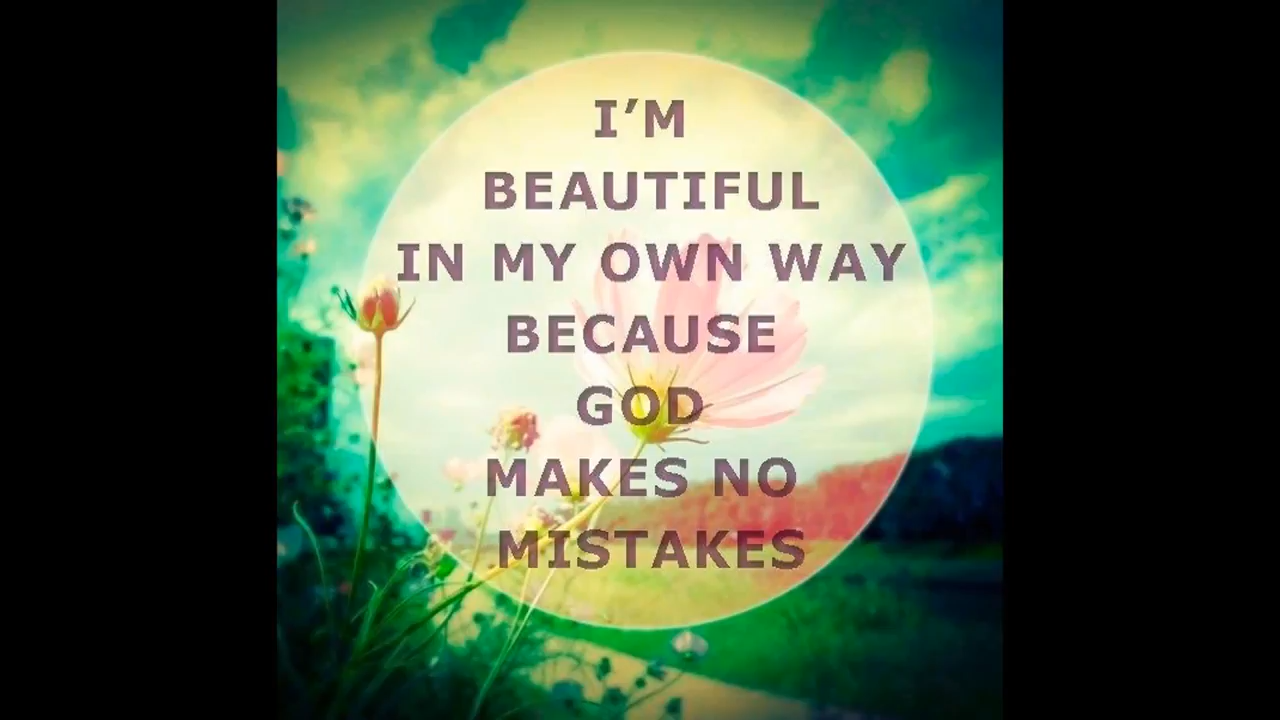 I’M
BEAUTIFUL
IN MY OWN WAY
BECAUSE
GOD
MAKES NO
MISTAKES